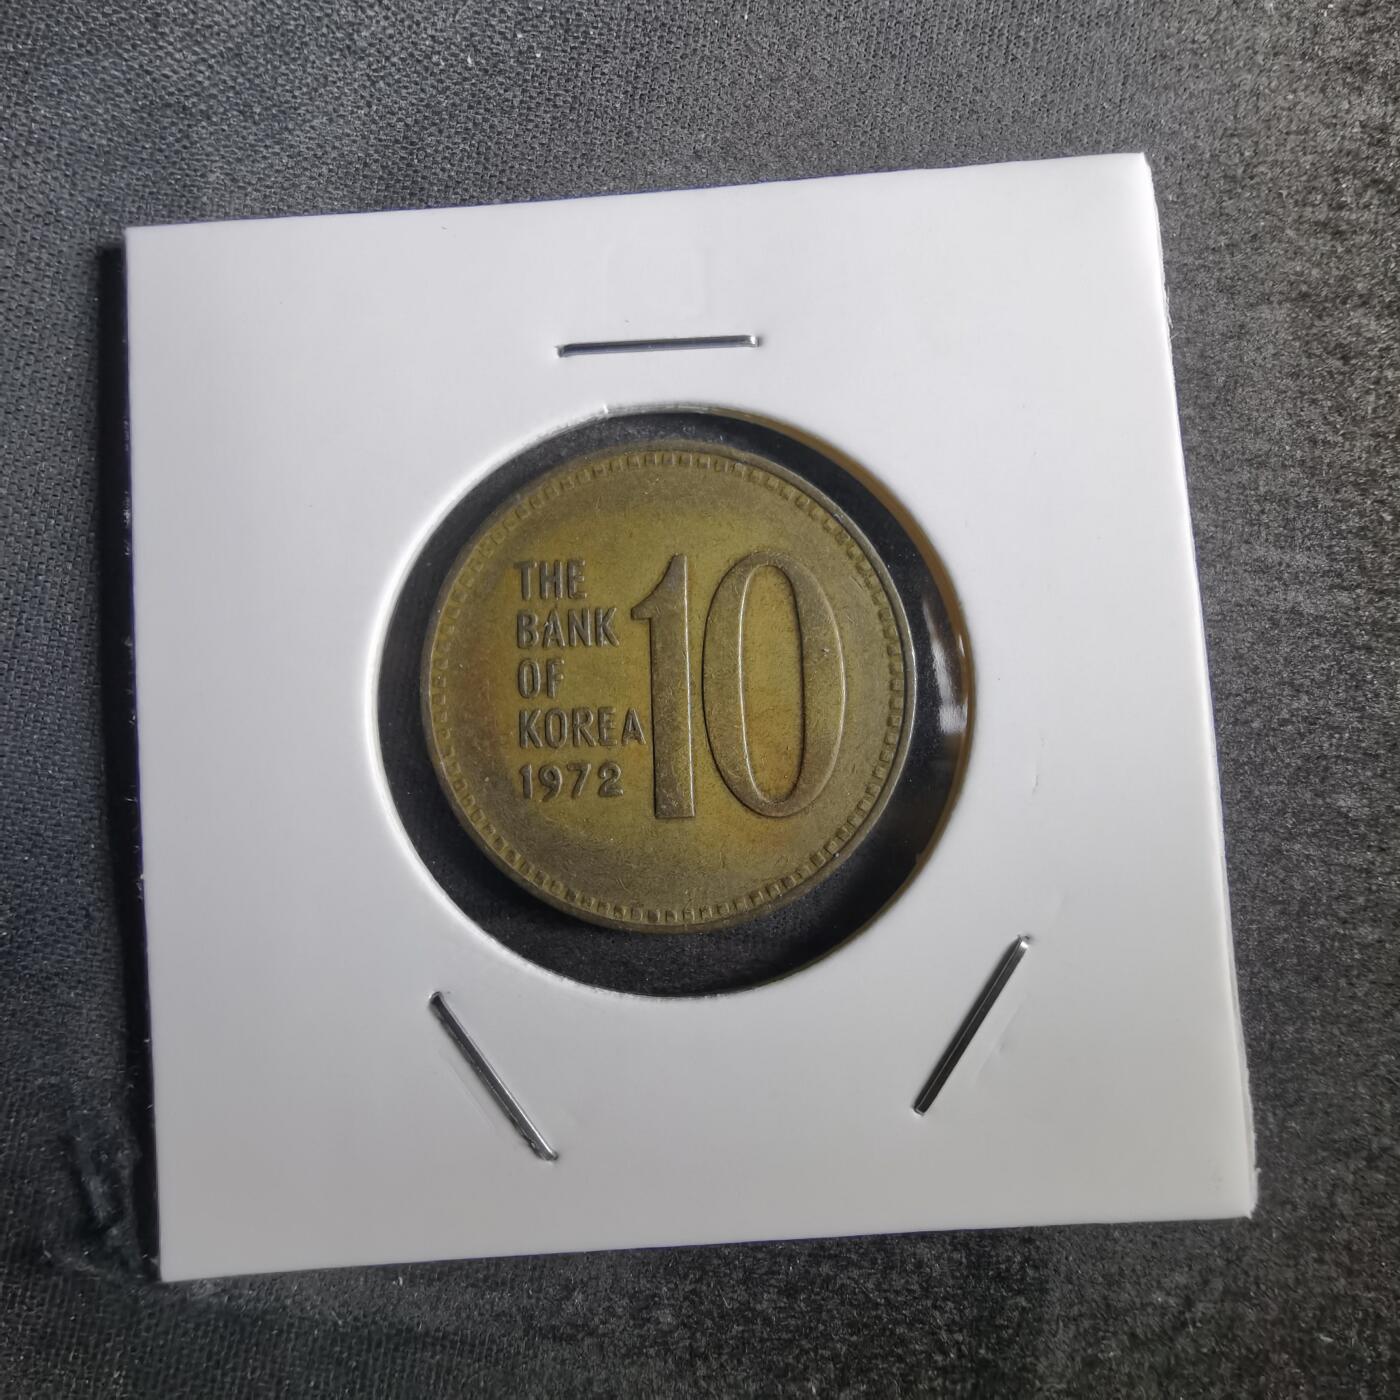 THE
BANK
OF
KOREA
1972
10